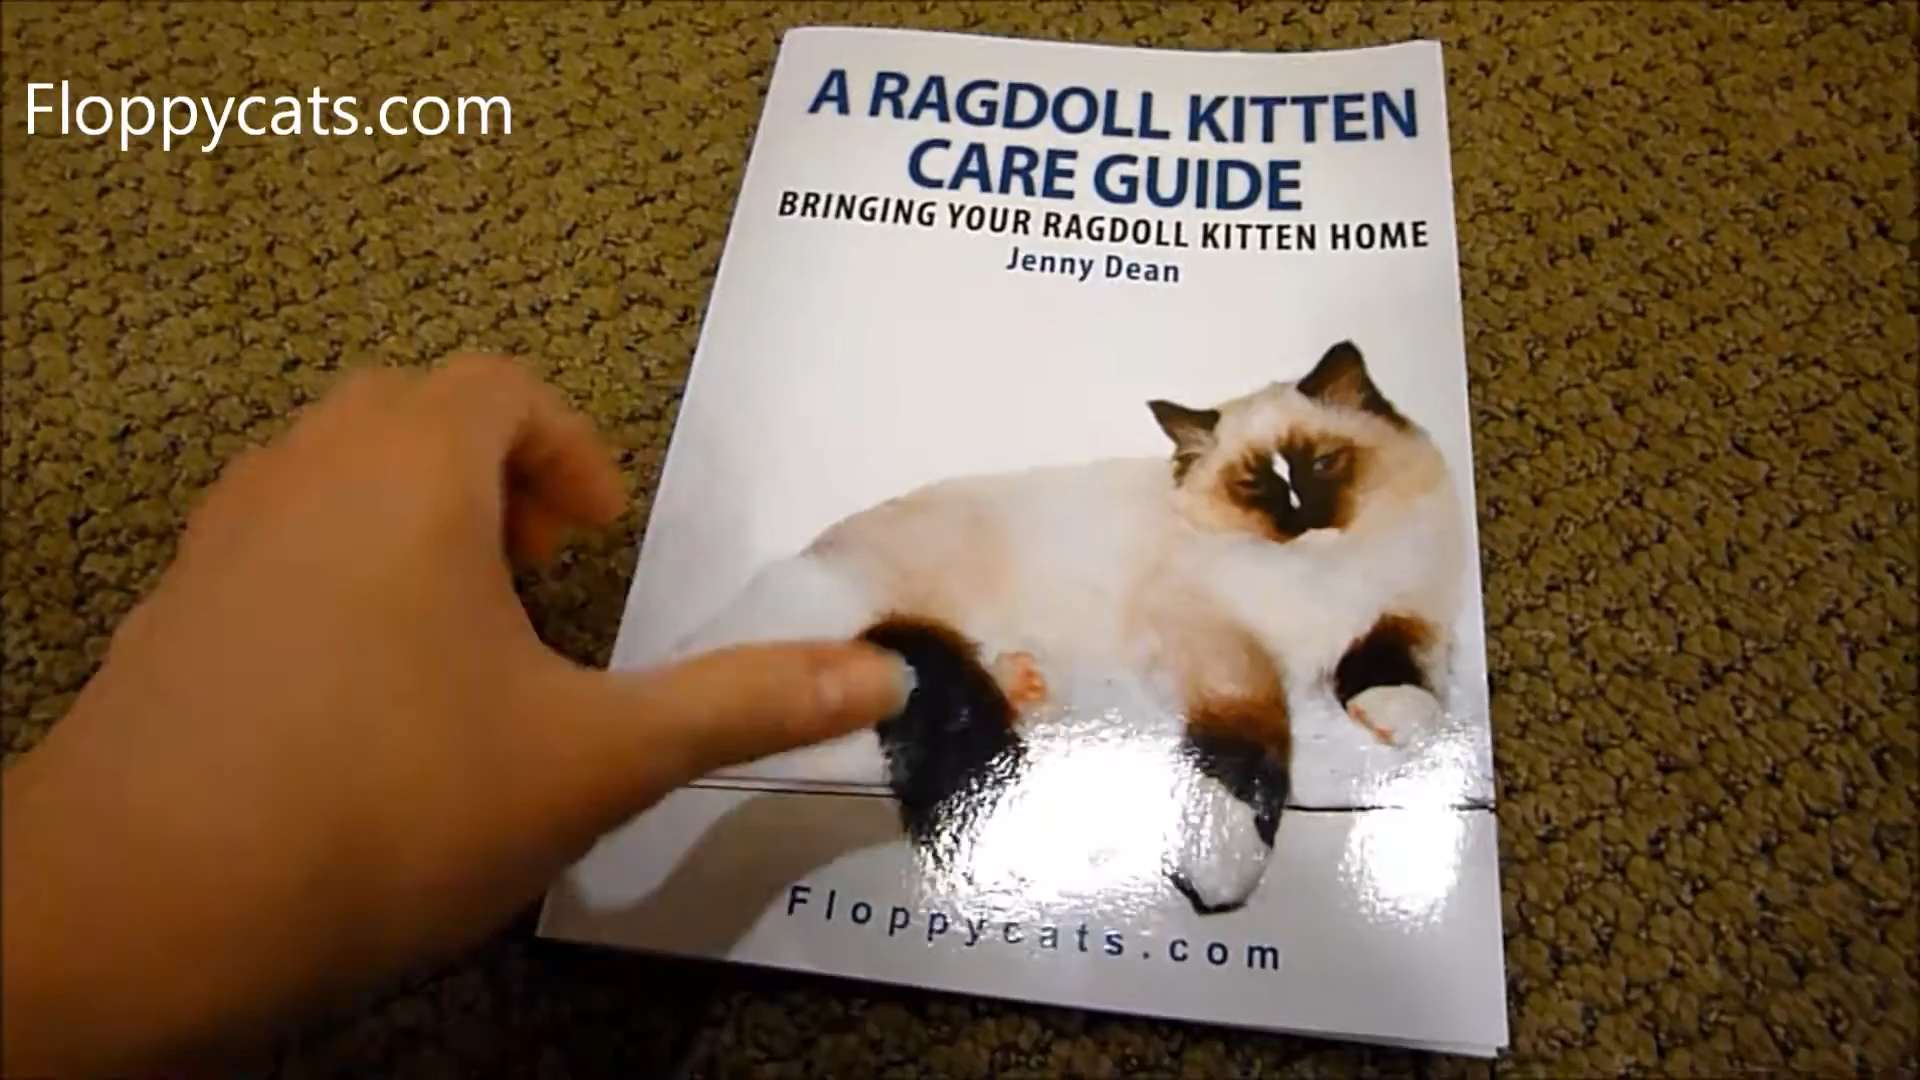 Floppycats.com
A RAGDOLL KITTEN
CARE GUIDE
BRINGING YOUR RAGDOLL KITTEN HOME
Jenny Dean
Floppycats.com